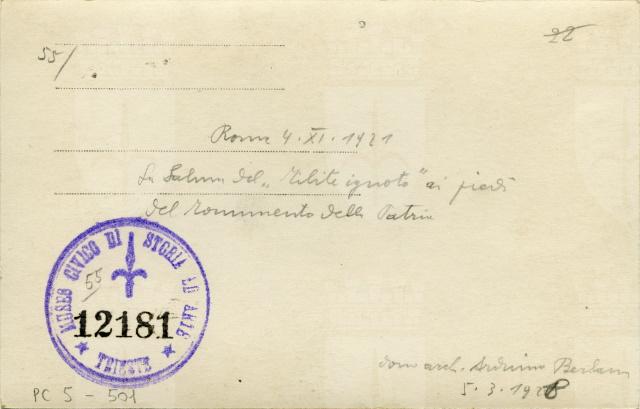 22
55/
Roma 4. XI. 1921
La Salma del „Milite ignoto" ai piedi
del Monumento della Patria
MUSEO CIVICO DI STORIA ED ARTE
55
12181
★ TRIESTE ★
dono arch. Arduino Berlam
5. 3. 1928
PC 5 - 501